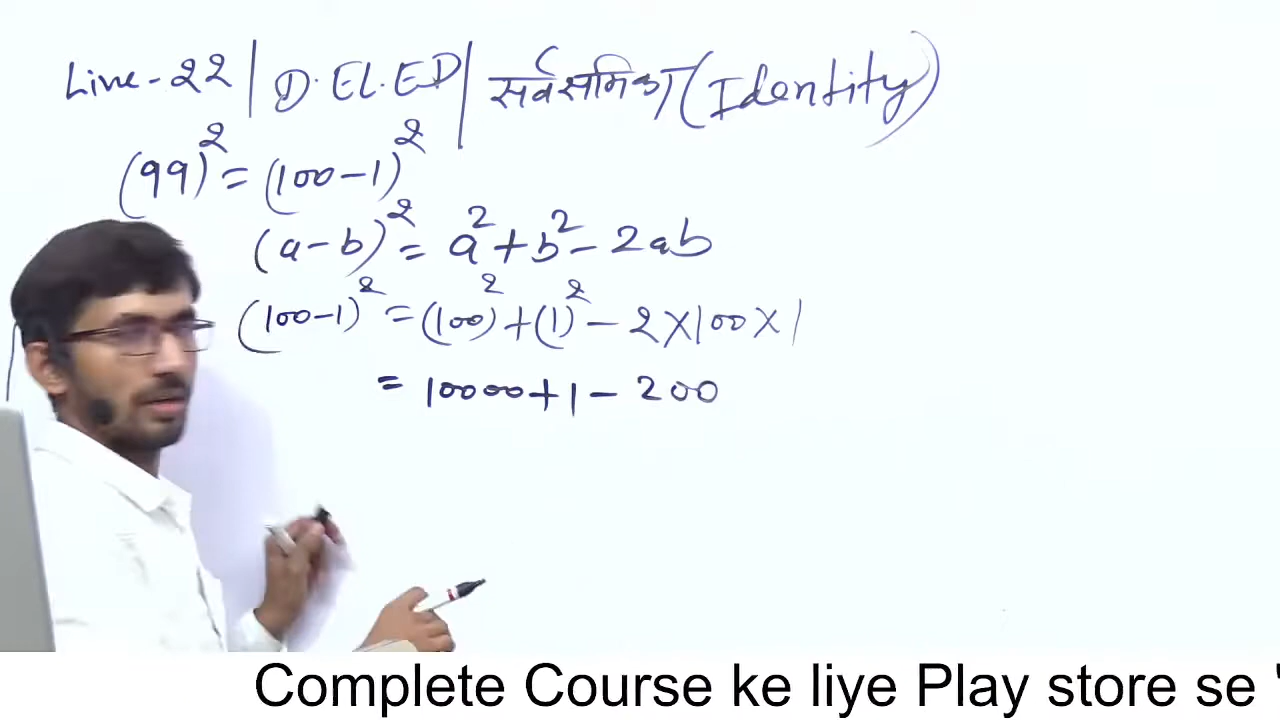 Live-22 | D.EL.ED | सर्वसमिका (Identity)
(99)² = (100-1)²
(a-b)² = a²+b²-2ab
(100-1)² = (100)²+(1)²-2×100×1
= 10000+1-200
Complete Course ke liye Play store se '